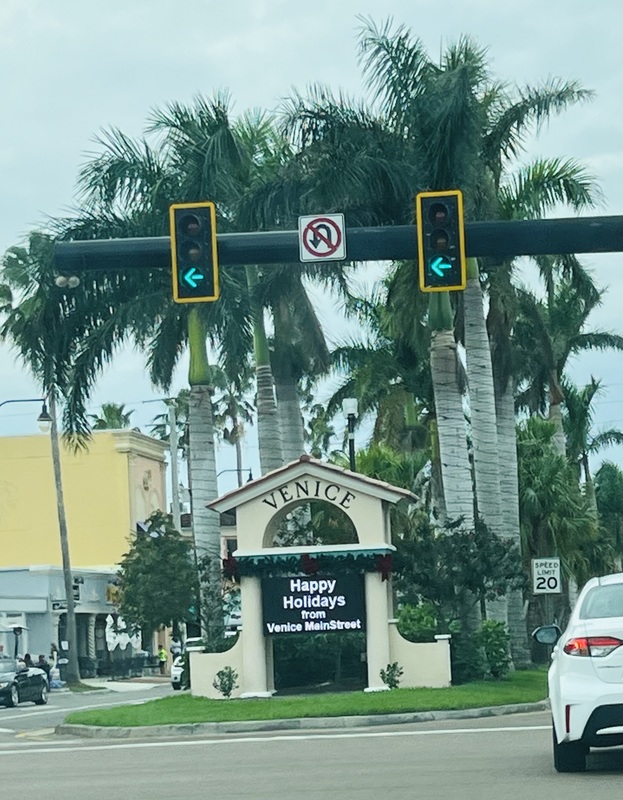 VENICE
Happy
Holidays
from
Venice MainStreet
SPEED
LIMIT
20